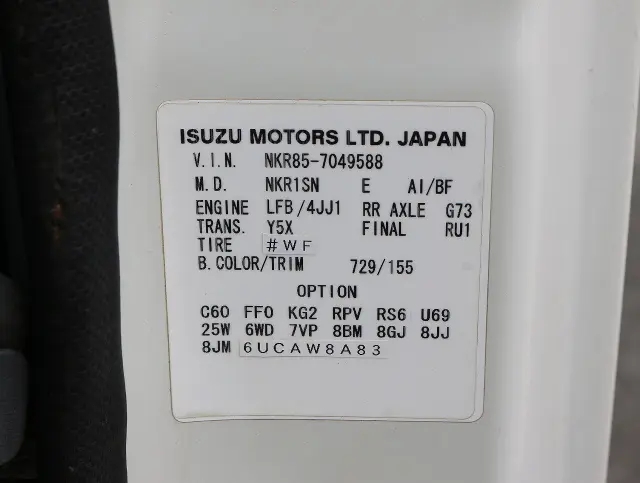 ISUZU MOTORS LTD. JAPAN
V.I.N. NKR85-7049588
M.D. NKR1SN E AI/BF
ENGINE LFB/4JJ1 RR AXLE G73
TRANS. Y5X FINAL RU1
TIRE #WF
B.COLOR/TRIM 729/155
OPTION
C60 FF0 KG2 RPV RS6 U69
25W 6WD 7VP 8BM 8GJ 8JJ
8JM 6UCAW8A83